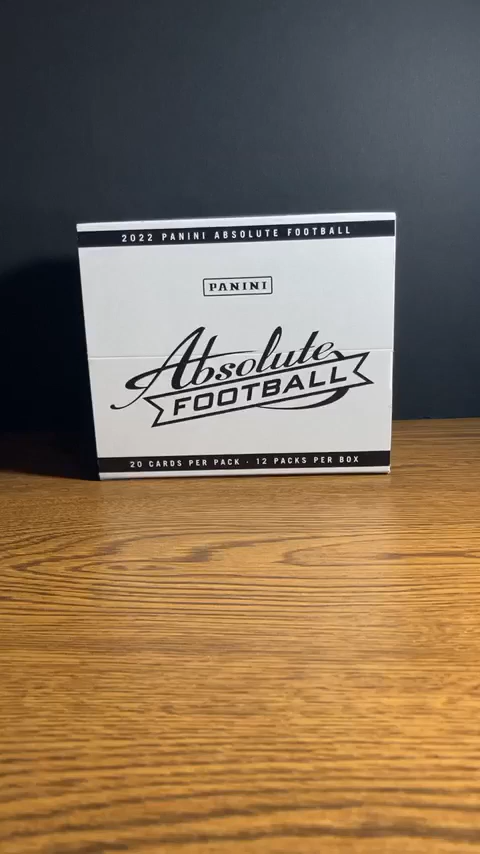 2022 PANINI ABSOLUTE FOOTBALL
PANINI
Absolute
FOOTBALL
20 CARDS PER PACK · 12 PACKS PER BOX